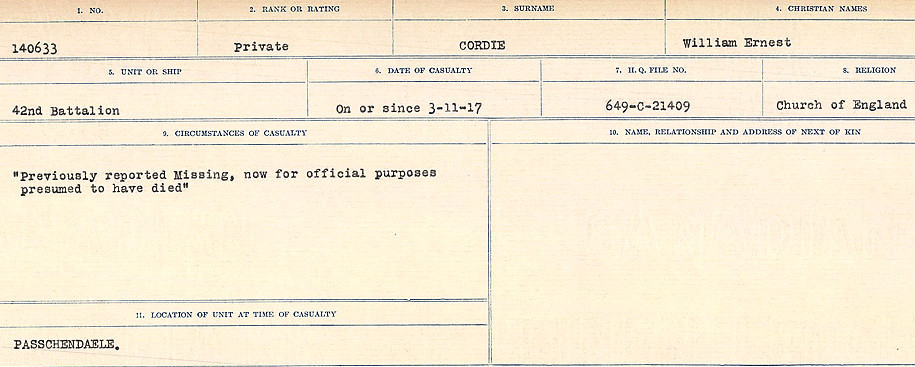 1. NO. 2. RANK OR RATING 3. SURNAME 4. CHRISTIAN NAMES
140633 Private CORDIE William Ernest
5. UNIT OR SHIP 6. DATE OF CASUALTY 7. H. Q. FILE NO. 8. RELIGION
42nd Battalion On or since 3-11-17 649-C-21409 Church of England
9. CIRCUMSTANCES OF CASUALTY 10. NAME, RELATIONSHIP AND ADDRESS OF NEXT OF KIN
"Previously reported Missing, now for official purposes
presumed to have died"
11. LOCATION OF UNIT AT TIME OF CASUALTY
PASSCHENDAELE.